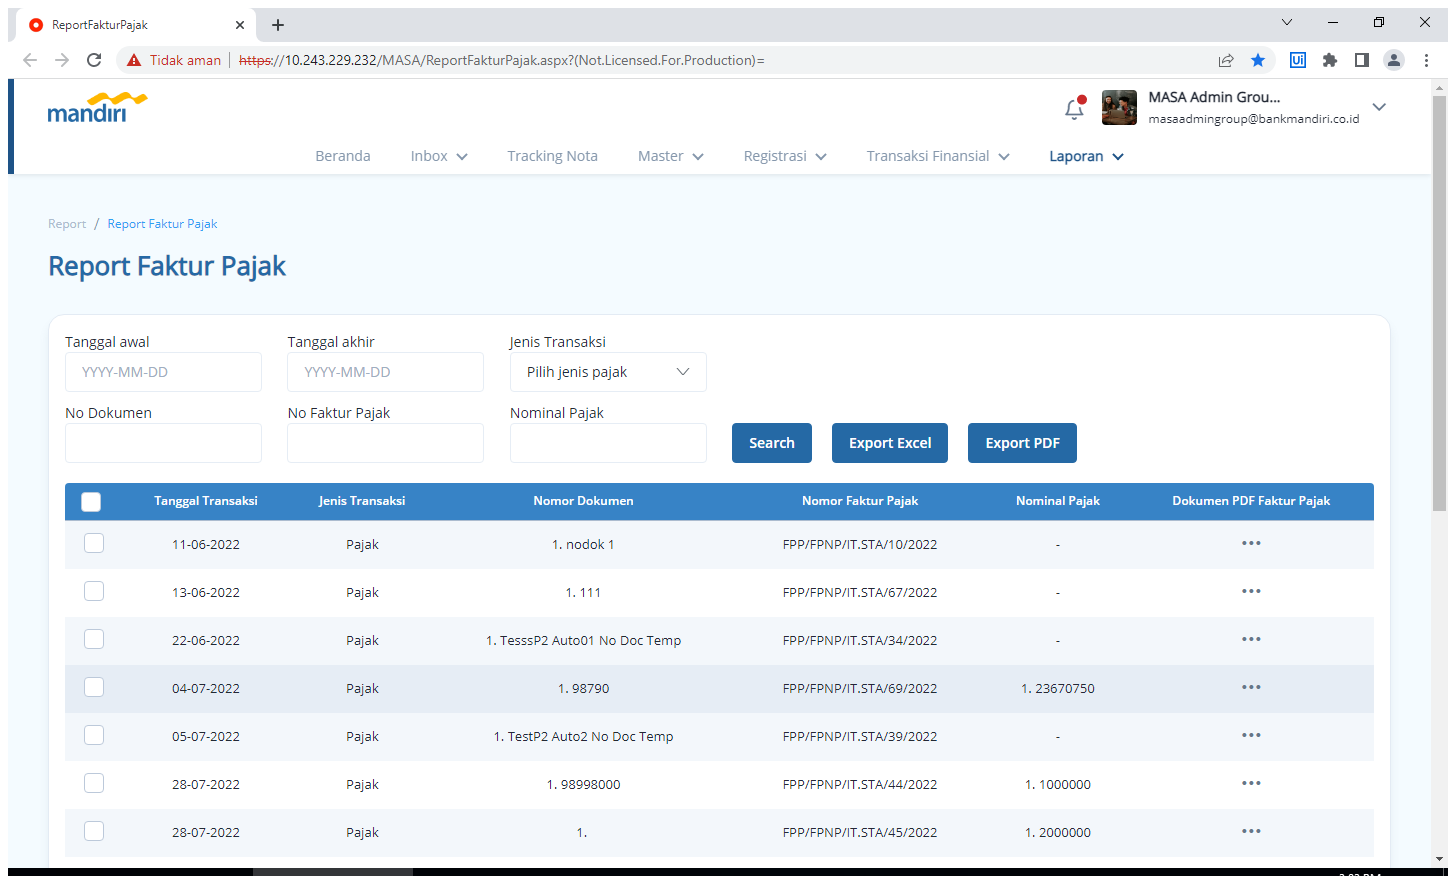 ReportFakturPajak
Tidak aman
https://10.243.229.232/MASA/ReportFakturPajak.aspx?(Not.Licensed.For.Production)=
Ui
mandiri
MASA Admin Grou...
masaadmingroup@bankmandiri.co.id
Beranda Inbox Tracking Nota Master Registrasi Transaksi Finansial Laporan
Report / Report Faktur Pajak
Report Faktur Pajak
Tanggal awal Tanggal akhir Jenis Transaksi
YYYY-MM-DD YYYY-MM-DD Pilih jenis pajak
No Dokumen No Faktur Pajak Nominal Pajak
Search Export Excel Export PDF
Tanggal Transaksi Jenis Transaksi Nomor Dokumen Nomor Faktur Pajak Nominal Pajak Dokumen PDF Faktur Pajak
11-06-2022 Pajak 1. nodok 1 FPP/FPNP/IT.STA/10/2022 -
13-06-2022 Pajak 1. 111 FPP/FPNP/IT.STA/67/2022 -
22-06-2022 Pajak 1. TesssP2 Auto01 No Doc Temp FPP/FPNP/IT.STA/34/2022 -
04-07-2022 Pajak 1. 98790 FPP/FPNP/IT.STA/69/2022 1. 23670750
05-07-2022 Pajak 1. TestP2 Auto2 No Doc Temp FPP/FPNP/IT.STA/39/2022 -
28-07-2022 Pajak 1. 98998000 FPP/FPNP/IT.STA/44/2022 1. 1000000
28-07-2022 Pajak 1. FPP/FPNP/IT.STA/45/2022 1. 2000000